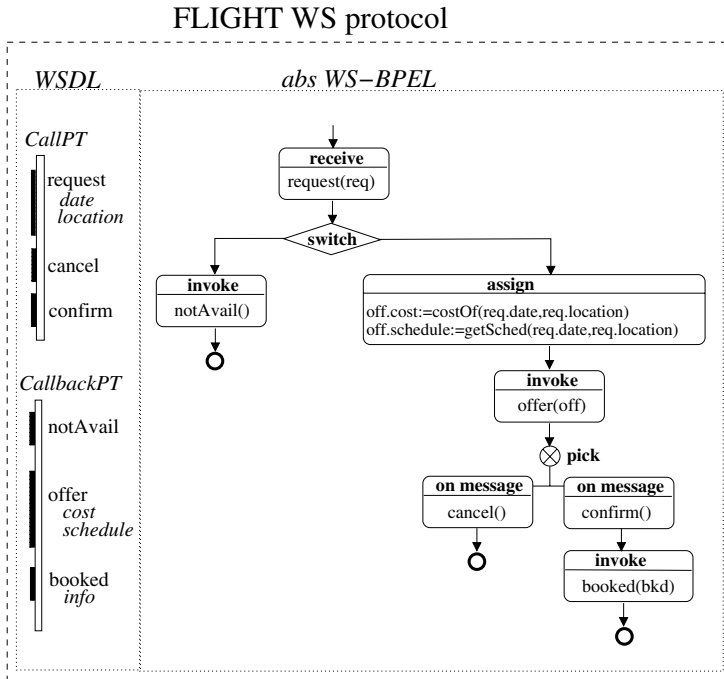 FLIGHT WS protocol
WSDL
abs WS−BPEL
CallPT
request
date
location
cancel
confirm
CallbackPT
notAvail
offer
cost
schedule
booked
info
receive
request(req)
switch
invoke
notAvail()
assign
off.cost:=costOf(req.date,req.location)
off.schedule:=getSched(req.date,req.location)
invoke
offer(off)
pick
on message
cancel()
on message
confirm()
invoke
booked(bkd)